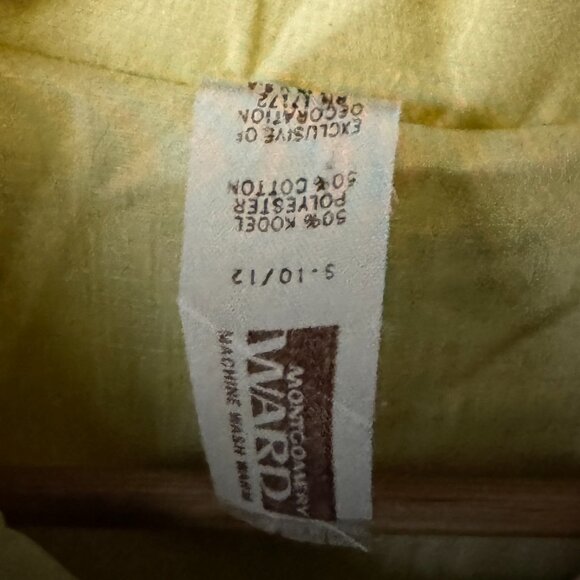 MONTGOMERY
WARD
MACHINE WASH WARM
S-10/12
50% KODEL
POLYESTER
50% COTTON
EXCLUSIVE OF
DECORATION